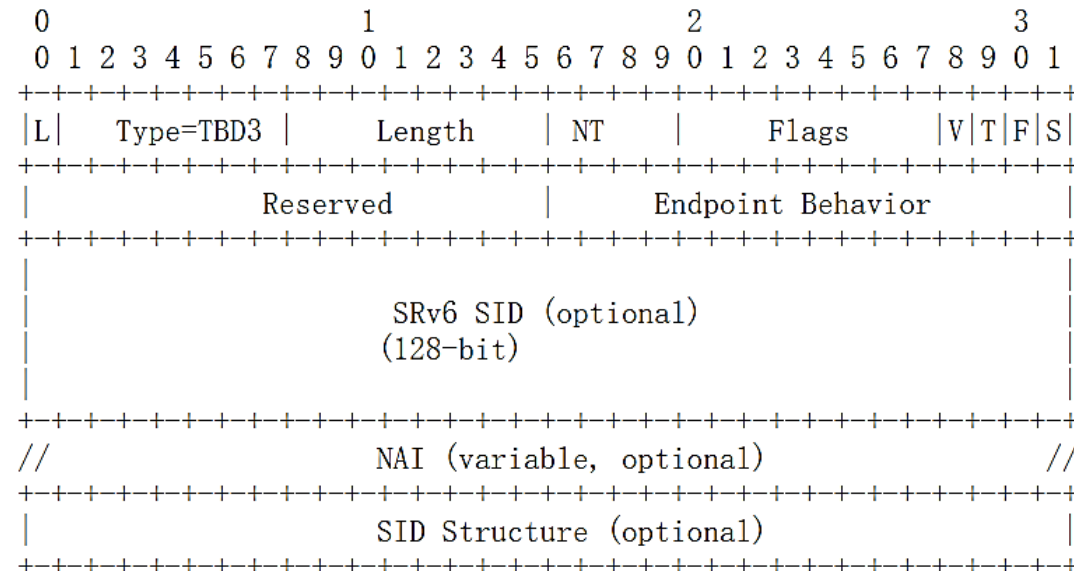 0 1 2 3
0 1 2 3 4 5 6 7 8 9 0 1 2 3 4 5 6 7 8 9 0 1 2 3 4 5 6 7 8 9 0 1
+-+-+-+-+-+-+-+-+-+-+-+-+-+-+-+-+-+-+-+-+-+-+-+-+-+-+-+-+-+-+-+-+
|L| Type=TBD3 | Length | NT | Flags |V|T|F|S|
+-+-+-+-+-+-+-+-+-+-+-+-+-+-+-+-+-+-+-+-+-+-+-+-+-+-+-+-+-+-+-+-+
| Reserved | Endpoint Behavior |
+-+-+-+-+-+-+-+-+-+-+-+-+-+-+-+-+-+-+-+-+-+-+-+-+-+-+-+-+-+-+-+-+
| |
| SRv6 SID (optional) |
| (128-bit) |
| |
+-+-+-+-+-+-+-+-+-+-+-+-+-+-+-+-+-+-+-+-+-+-+-+-+-+-+-+-+-+-+-+-+
// NAI (variable, optional) //
+-+-+-+-+-+-+-+-+-+-+-+-+-+-+-+-+-+-+-+-+-+-+-+-+-+-+-+-+-+-+-+-+
| SID Structure (optional) |
+-+-+-+-+-+-+-+-+-+-+-+-+-+-+-+-+-+-+-+-+-+-+-+-+-+-+-+-+-+-+-+-+